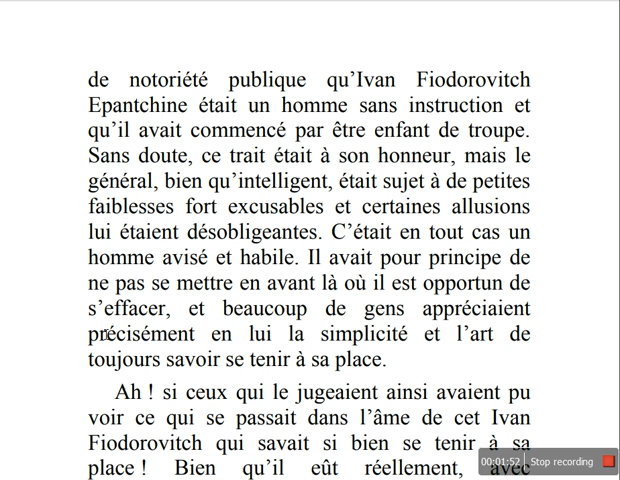 de notoriété publique qu’Ivan Fiodorovitch
Epantchine était un homme sans instruction et
qu’il avait commencé par être enfant de troupe.
Sans doute, ce trait était à son honneur, mais le
général, bien qu’intelligent, était sujet à de petites
faiblesses fort excusables et certaines allusions
lui étaient désobligeantes. C’était en tout cas un
homme avisé et habile. Il avait pour principe de
ne pas se mettre en avant là où il est opportun de
s’effacer, et beaucoup de gens appréciaient
précisément en lui la simplicité et l’art de
toujours savoir se tenir à sa place.
Ah ! si ceux qui le jugeaient ainsi avaient pu
voir ce qui se passait dans l’âme de cet Ivan
Fiodorovitch qui savait si bien se tenir à sa
place ! Bien qu’il eût réellement, avec
00:01:52 Stop recording